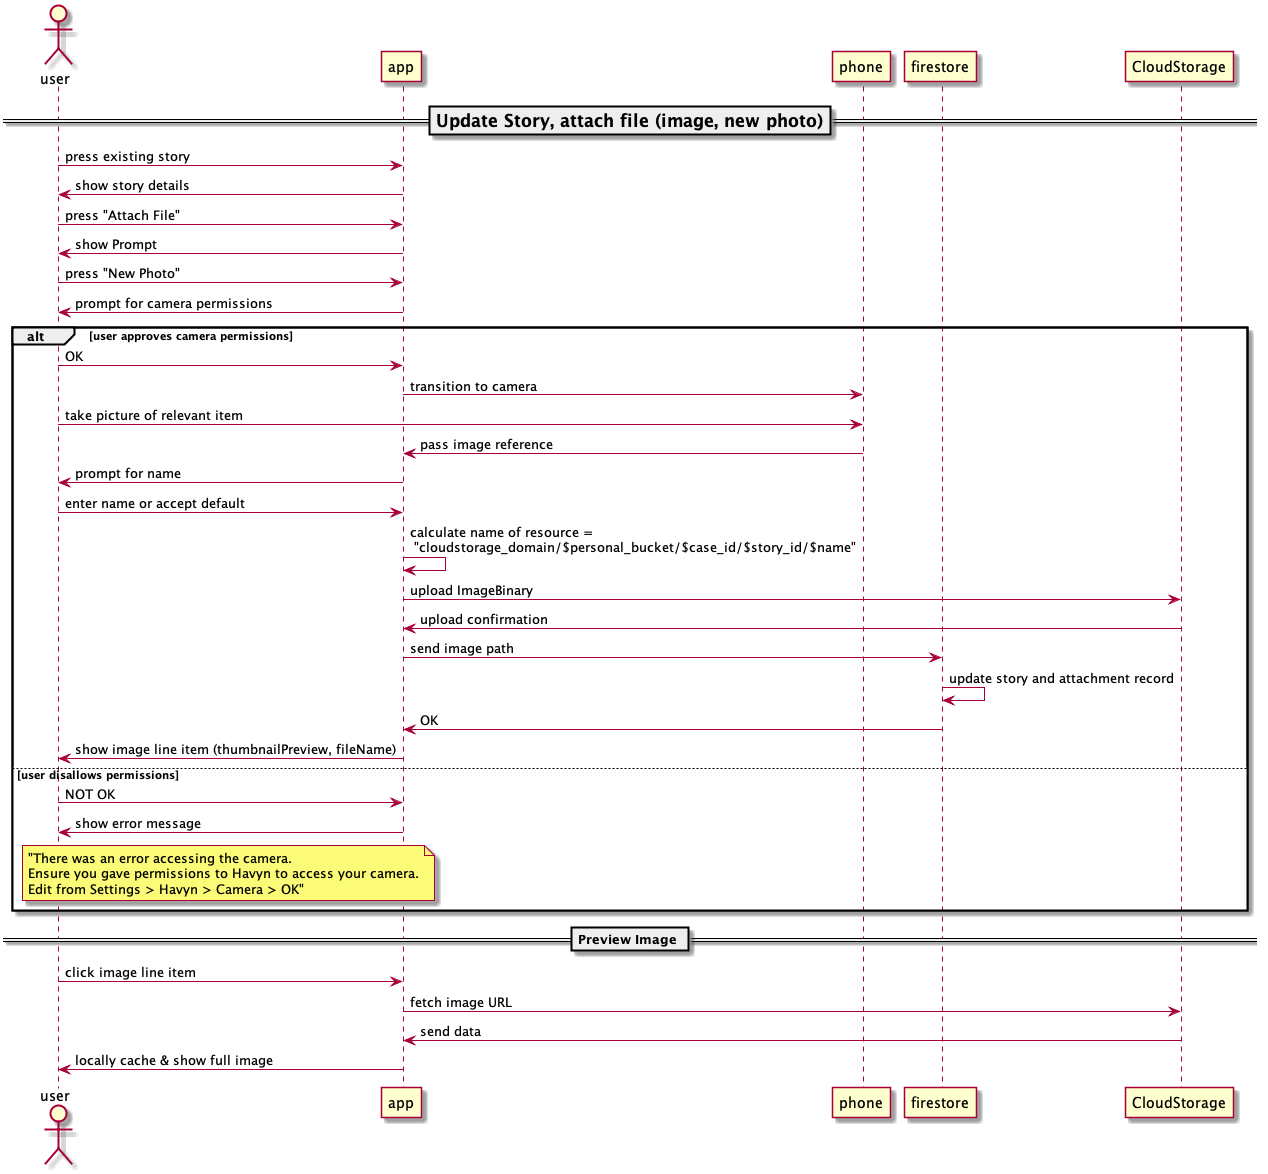 user
app
phone
firestore
CloudStorage
Update Story, attach file (image, new photo)
press existing story
show story details
press "Attach File"
show Prompt
press "New Photo"
prompt for camera permissions
alt
[user approves camera permissions]
OK
transition to camera
take picture of relevant item
pass image reference
prompt for name
enter name or accept default
calculate name of resource =
"cloudstorage_domain/$personal_bucket/$case_id/$story_id/$name"
upload ImageBinary
upload confirmation
send image path
update story and attachment record
OK
show image line item (thumbnailPreview, fileName)
[user disallows permissions]
NOT OK
show error message
"There was an error accessing the camera.
Ensure you gave permissions to Havyn to access your camera.
Edit from Settings > Havyn > Camera > OK"
Preview Image
click image line item
fetch image URL
send data
locally cache & show full image
user
app
phone
firestore
CloudStorage